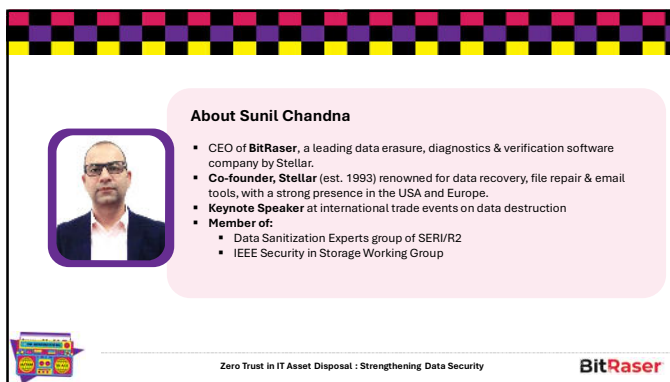 About Sunil Chandna
▪ CEO of BitRaser, a leading data erasure, diagnostics & verification software
company by Stellar.
▪ Co-founder, Stellar (est. 1993) renowned for data recovery, file repair & email
tools, with a strong presence in the USA and Europe.
▪ Keynote Speaker at international trade events on data destruction
▪ Member of:
▪ Data Sanitization Experts group of SERI/R2
▪ IEEE Security in Storage Working Group
Zero Trust in IT Asset Disposal : Strengthening Data Security
BitRaser